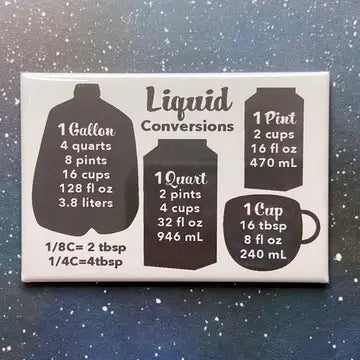 Liquid
Conversions
1 Gallon
4 quarts
8 pints
16 cups
128 fl oz
3.8 liters
1 Quart
2 pints
4 cups
32 fl oz
946 mL
1 Pint
2 cups
16 fl oz
470 mL
1 Cup
16 tbsp
8 fl oz
240 mL
1/8C= 2 tbsp
1/4C=4tbsp